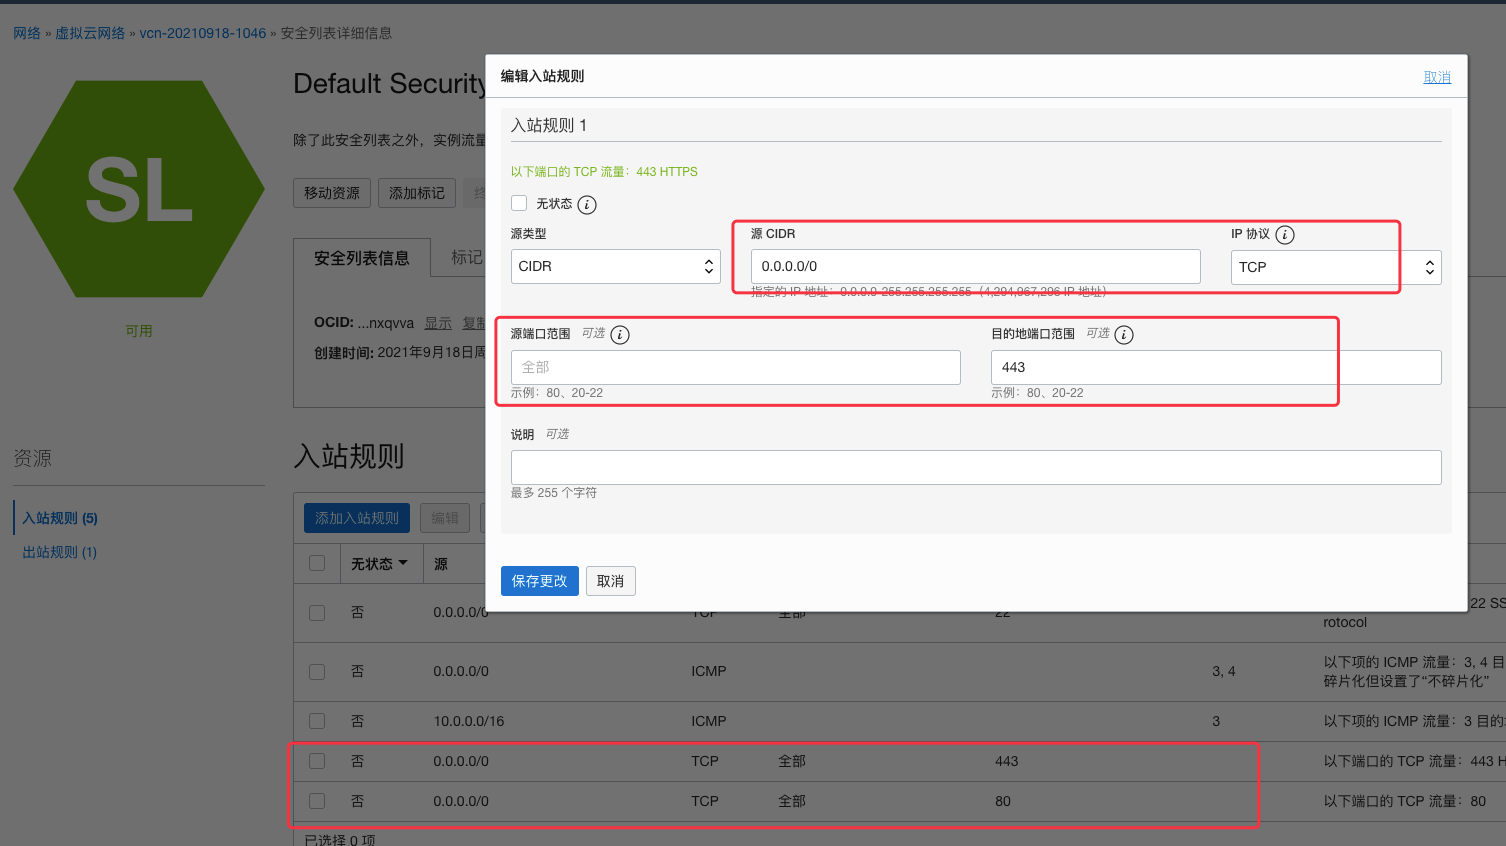 网络 » 虚拟云网络 » vcn-20210918-1046 » 安全列表详细信息
SL
可用
Default Security
除了此安全列表之外，实例流量
移动资源 添加标记 终
安全列表信息 标记
OCID: ...nxqvva 显示 复制
创建时间: 2021年9月18日周
编辑入站规则 取消
入站规则 1
以下端口的 TCP 流量：443 HTTPS
无状态
源类型 源 CIDR IP 协议
CIDR 0.0.0.0/0 TCP
指定的 IP 地址：0.0.0.0-255.255.255.255（4,294,967,296 IP 地址）
源端口范围 可选 目的地端口范围 可选
全部 443
示例：80、20-22 示例：80、20-22
说明 可选
最多 255 个字符
保存更改 取消
资源
入站规则 (5)
出站规则 (1)
入站规则
添加入站规则 编辑
无状态 源
否 0.0.0.0/0 TCP 全部 22 22 SS
rotocol
否 0.0.0.0/0 ICMP 3, 4 以下项的 ICMP 流量：3, 4 目
碎片化但设置了“不碎片化”
否 10.0.0.0/16 ICMP 3 以下项的 ICMP 流量：3 目的
否 0.0.0.0/0 TCP 全部 443 以下端口的 TCP 流量：443 H
否 0.0.0.0/0 TCP 全部 80 以下端口的 TCP 流量：80
已选择 0 项